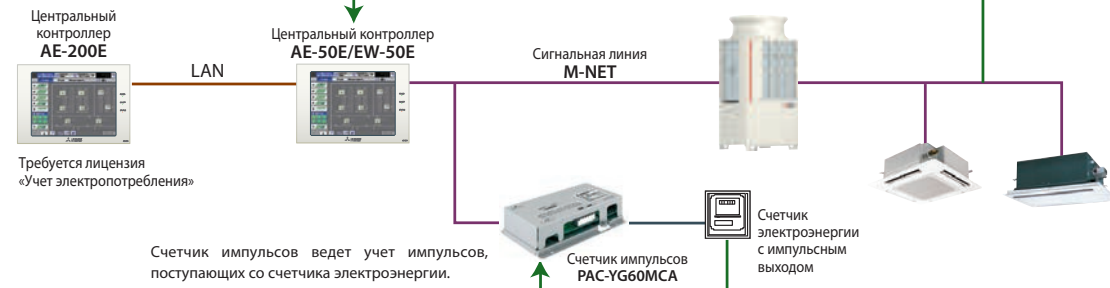 Центральный
контроллер
AE-200E
LAN
Центральный контроллер
AE-50E/EW-50E
Сигнальная линия
M-NET
Требуется лицензия
«Учет электропотребления»
Счетчик импульсов ведет учет импульсов,
поступающих со счетчика электроэнергии.
Счетчик импульсов
PAC-YG60MCA
Счетчик
электроэнергии
с импульсным
выходом